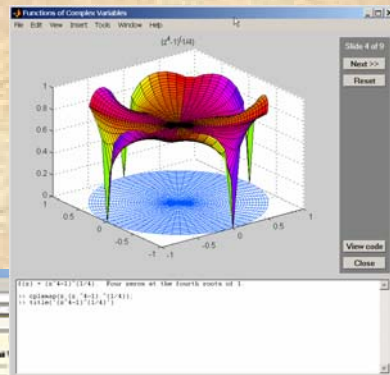 Functions of Complex Variables
File Edit View Insert Tools Window Help
(z^4-1)^(1/4)
Slide 4 of 9
Next >>
Reset
1
0.8
0.6
0.4
0.2
0
1
0.5
0
-0.5
-1
-1
-0.5
0
0.5
1
View code
Close
f(z) = (z^4-1)^(1/4) Four zeros at the fourth roots of 1
>> cplxmap(z,(z.^4-1).^(1/4));
>> title('(z^4-1)^(1/4)')